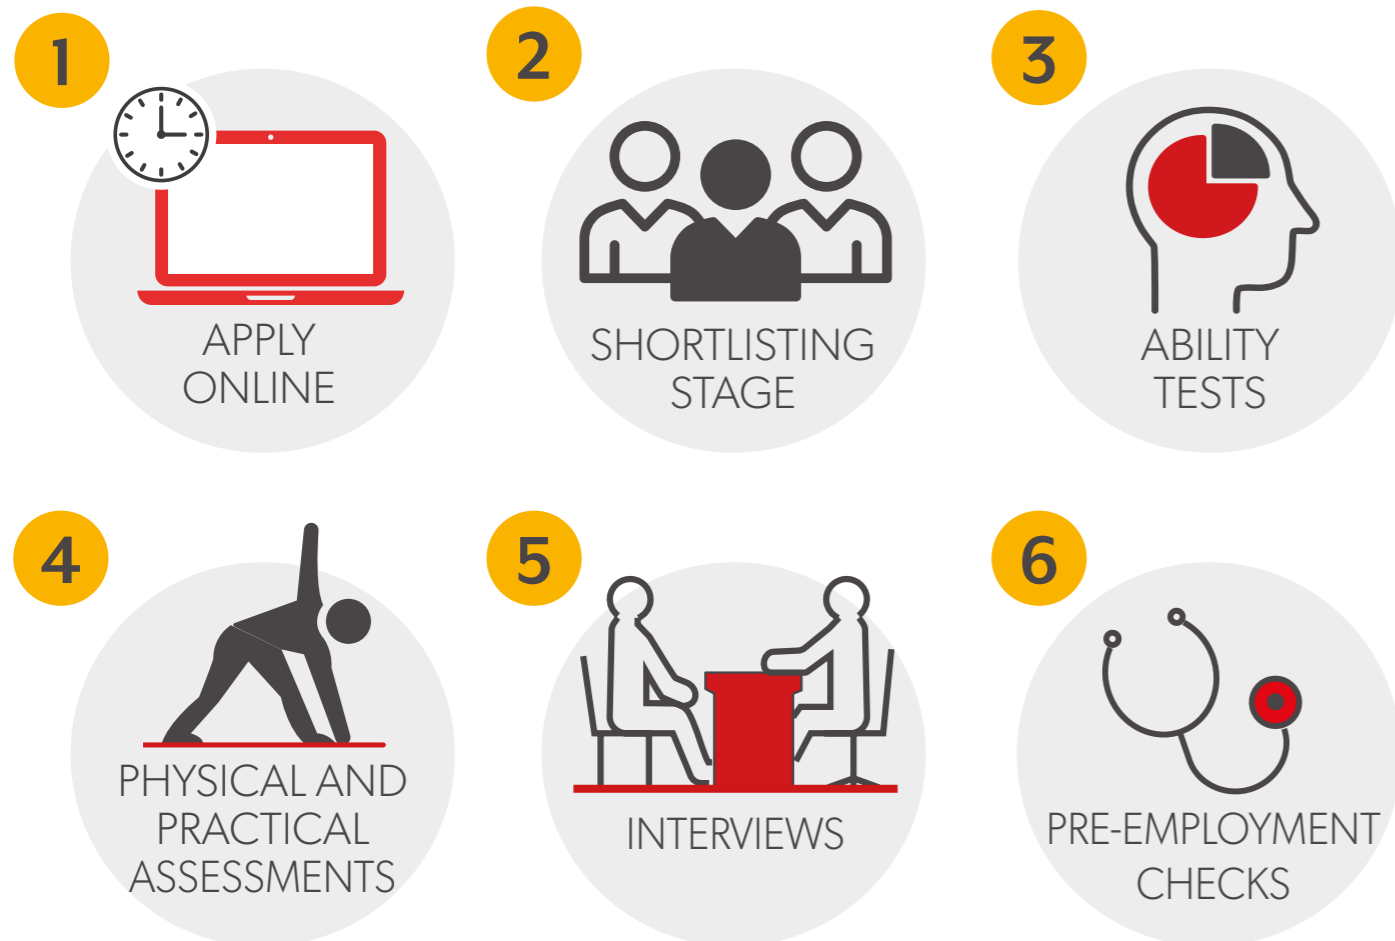 1
APPLY
ONLINE
2
SHORTLISTING
STAGE
3
ABILITY
TESTS
4
PHYSICAL AND
PRACTICAL
ASSESSMENTS
5
INTERVIEWS
6
PRE-EMPLOYMENT
CHECKS